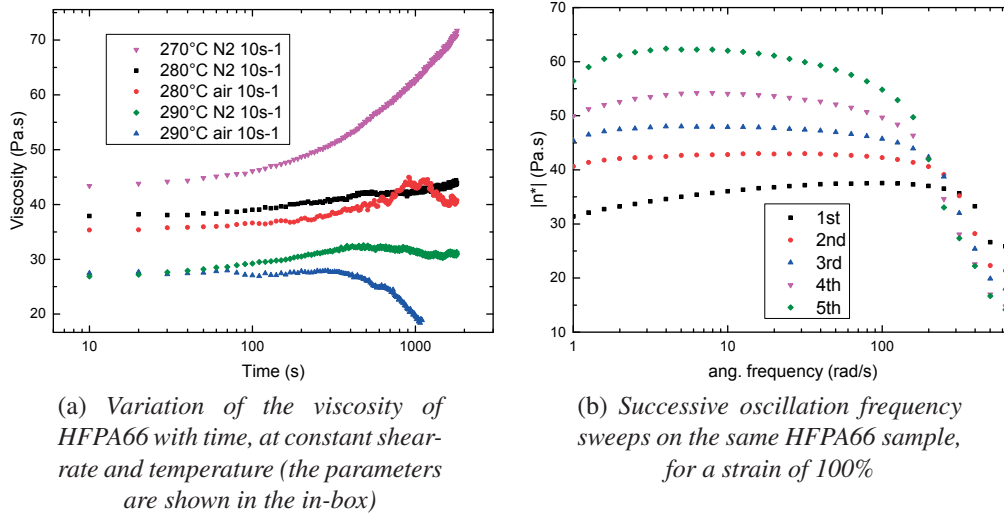 70
60
50
40
30
20
Viscosity (Pa.s)
270°C N2 10s-1
280°C N2 10s-1
280°C air 10s-1
290°C N2 10s-1
290°C air 10s-1
10
100
1000
Time (s)
(a) Variation of the viscosity of
HFPA66 with time, at constant shear-
rate and temperature (the parameters
are shown in the in-box)
70
60
50
40
30
20
10
|n*| (Pa.s)
1st
2nd
3rd
4th
5th
1
10
100
ang. frequency (rad/s)
(b) Successive oscillation frequency
sweeps on the same HFPA66 sample,
for a strain of 100%